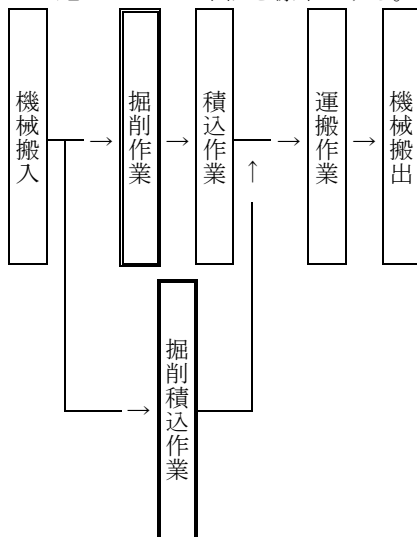 機械搬入
→
掘削作業
→
積込作業
↑
→
運搬作業
→
機械搬出
→
掘削積込作業